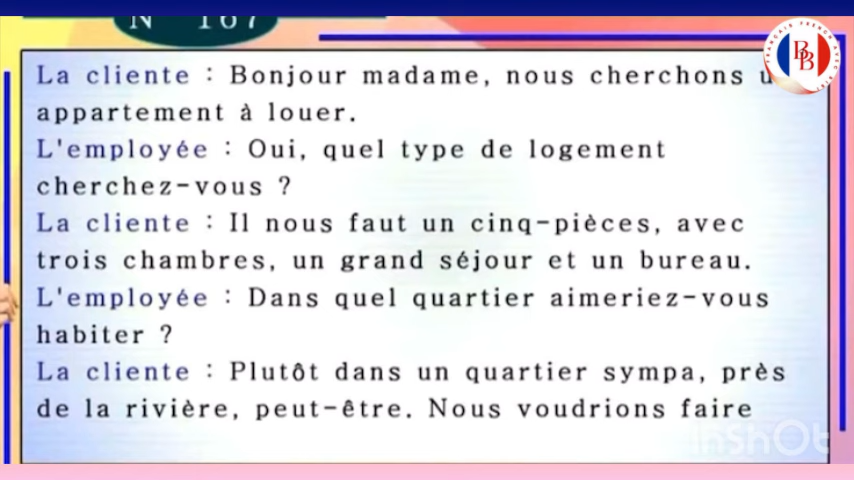 N° 167
La cliente : Bonjour madame, nous cherchons
appartement à louer.
L'employée : Oui, quel type de logement
cherchez-vous ?
La cliente : Il nous faut un cinq-pièces, avec
trois chambres, un grand séjour et un bureau.
L'employée : Dans quel quartier aimeriez-vous
habiter ?
La cliente : Plutôt dans un quartier sympa, près
de la rivière, peut-être. Nous voudrions faire
InShOt